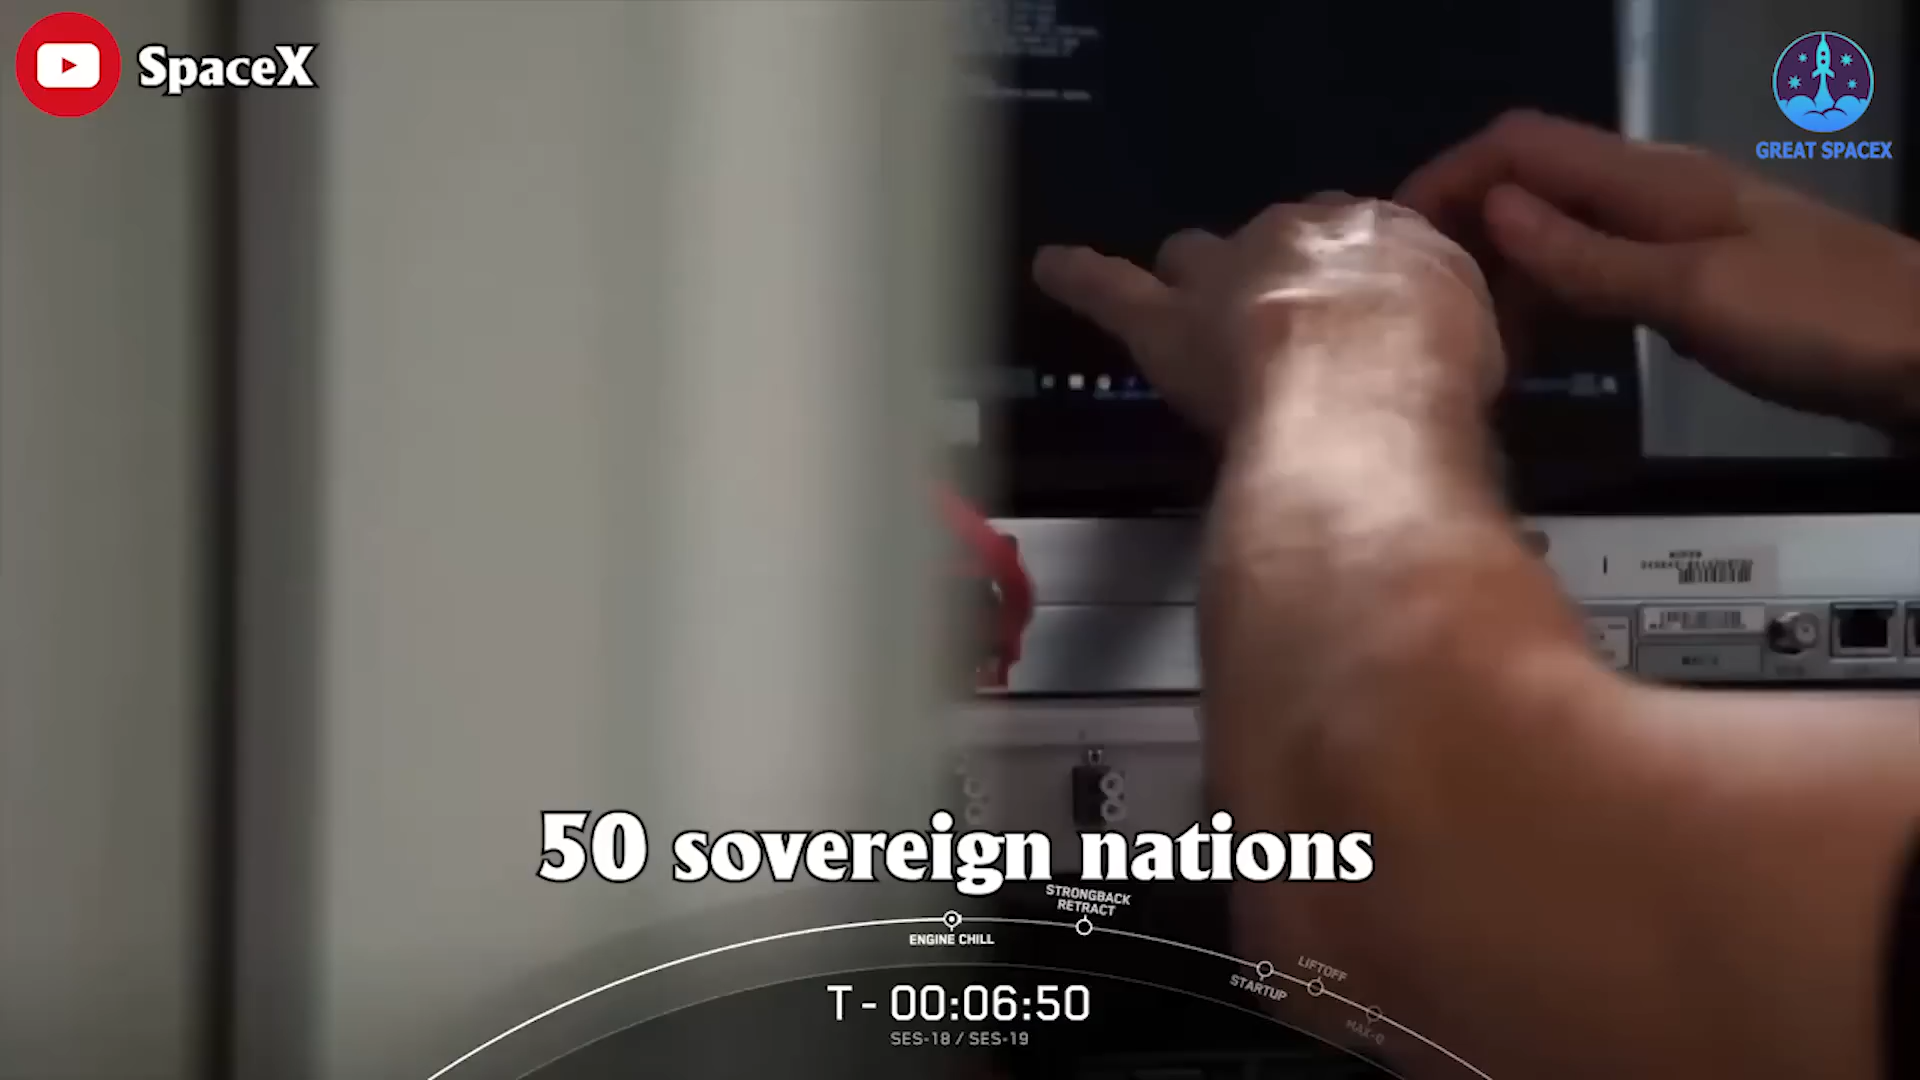 SpaceX
GREAT SPACEX
50 sovereign nations
STRONGBACK
RETRACT
ENGINE CHILL
LIFTOFF
STARTUP
MAX-Q
T - 00:06:50
SES-18 / SES-19